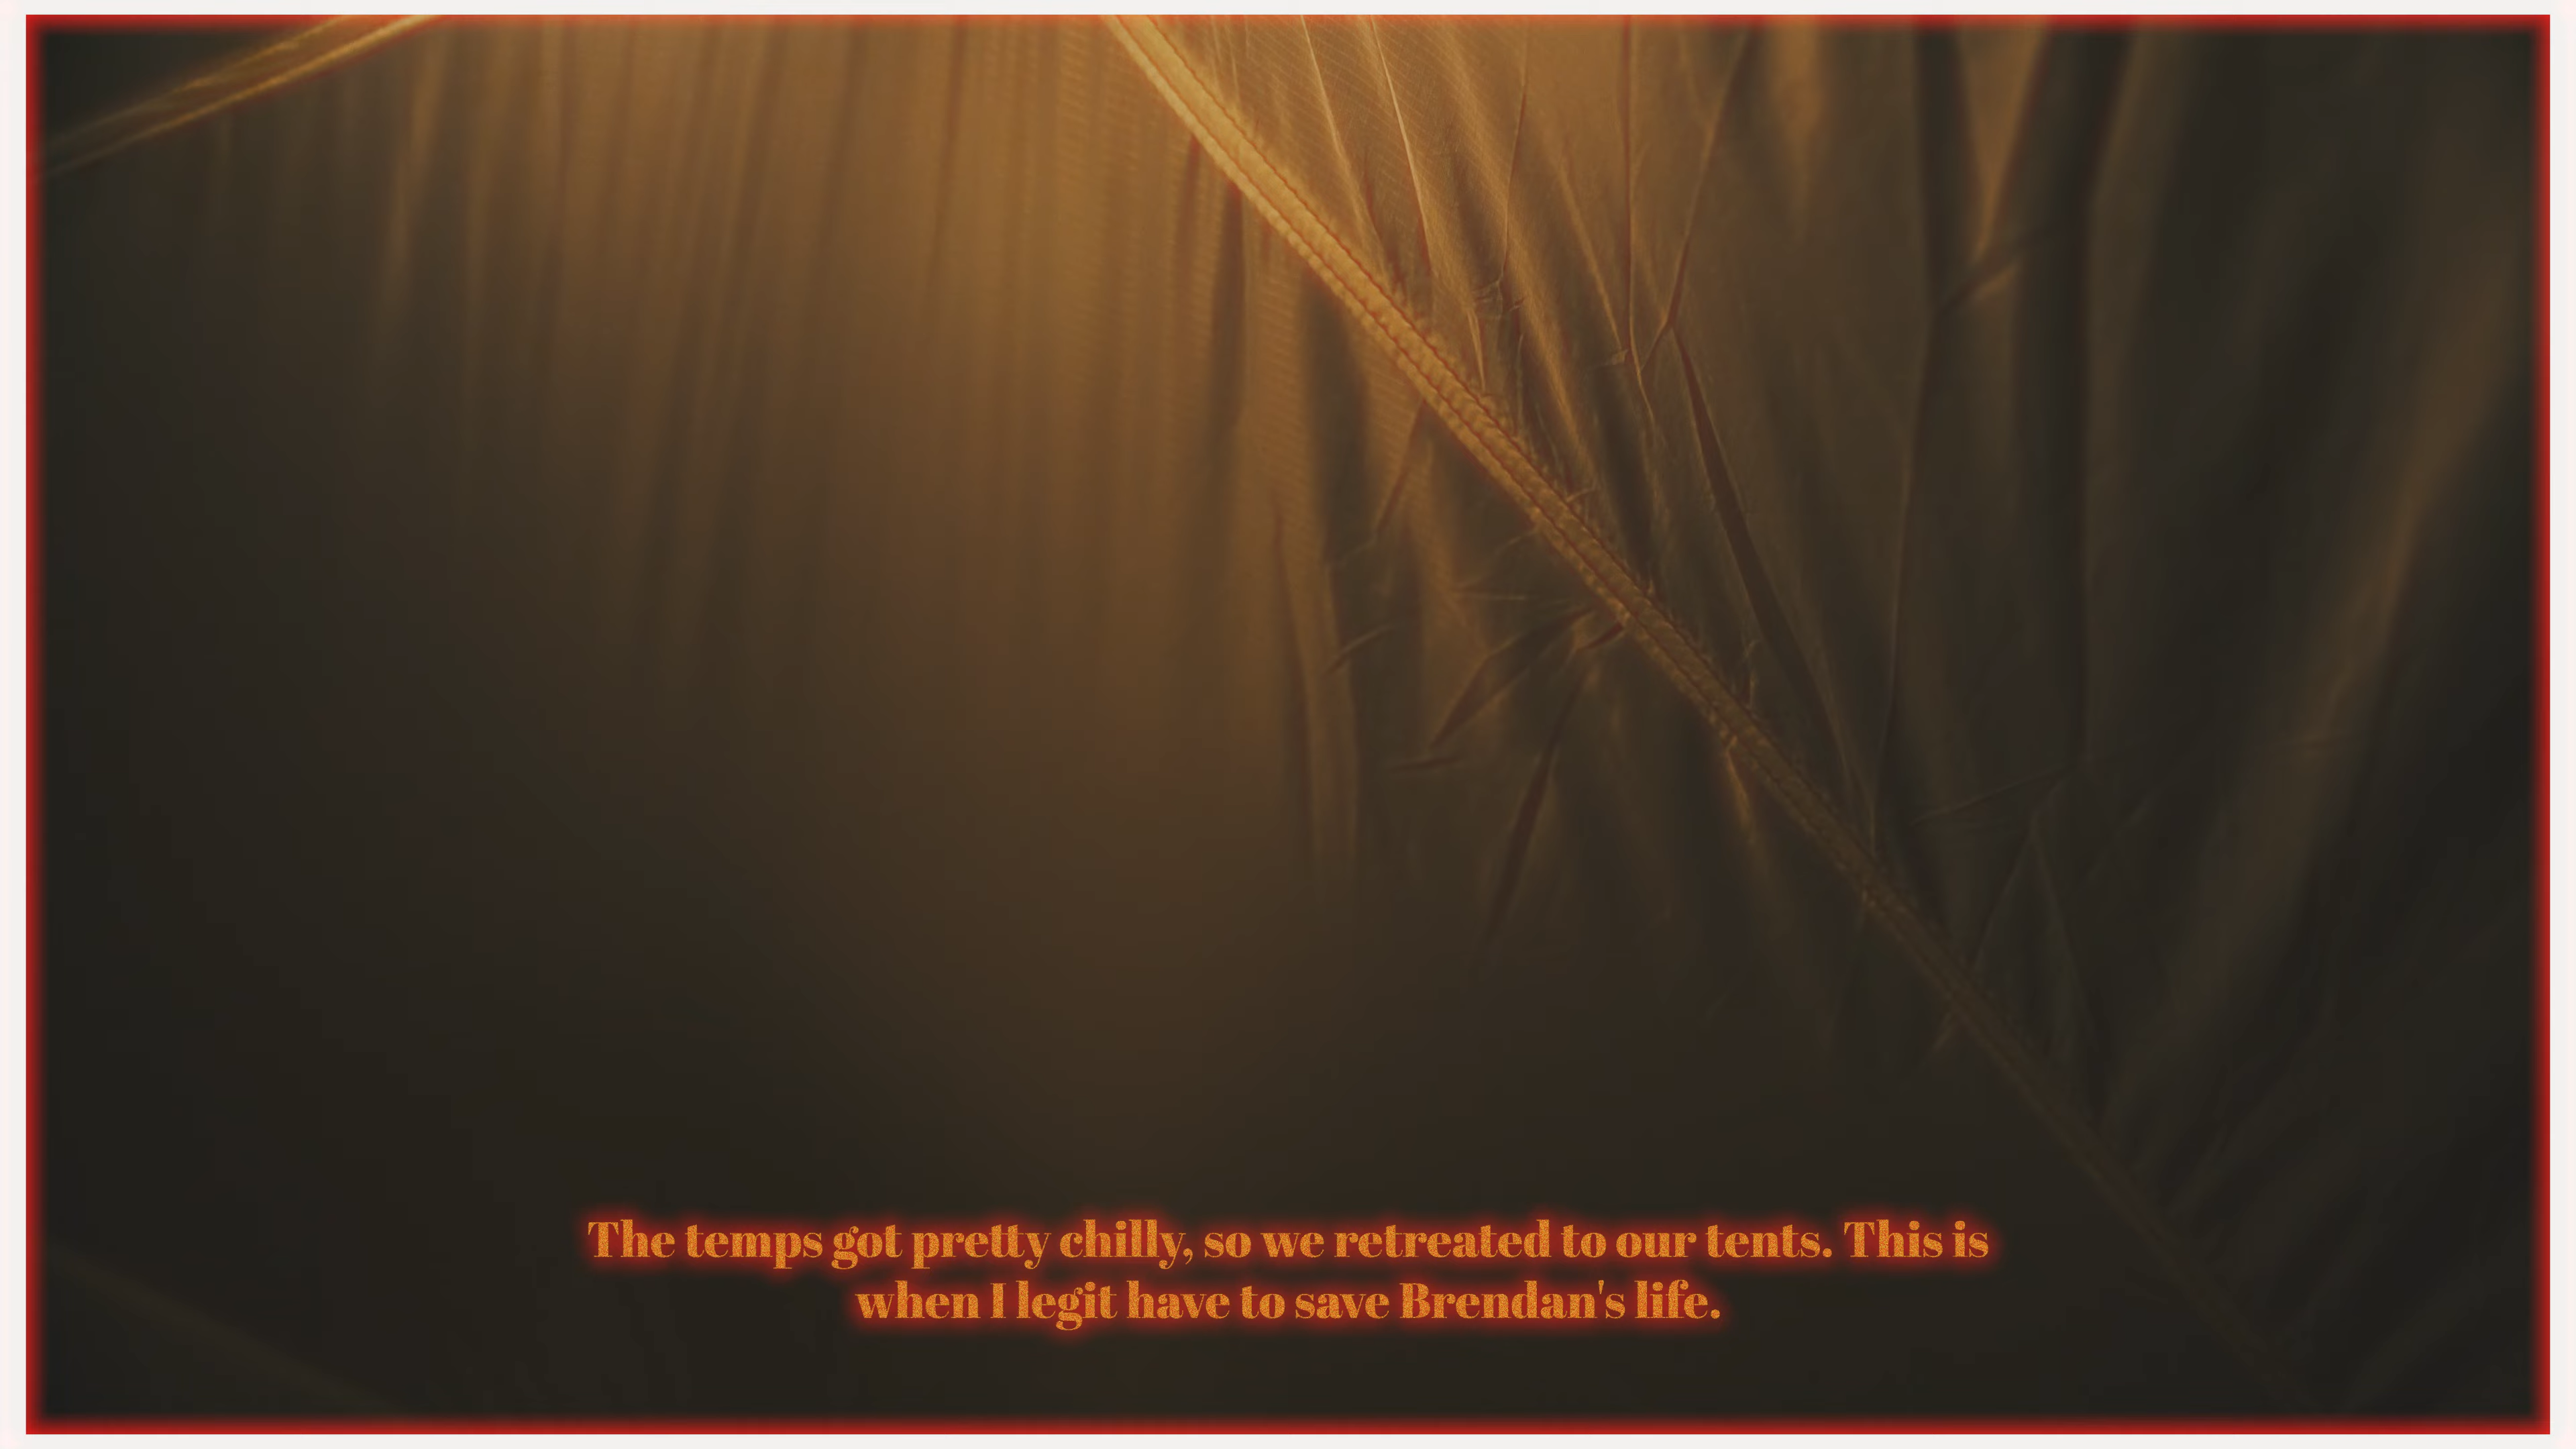 The temps got pretty chilly, so we retreated to our tents. This is
when I legit have to save Brendan's life.